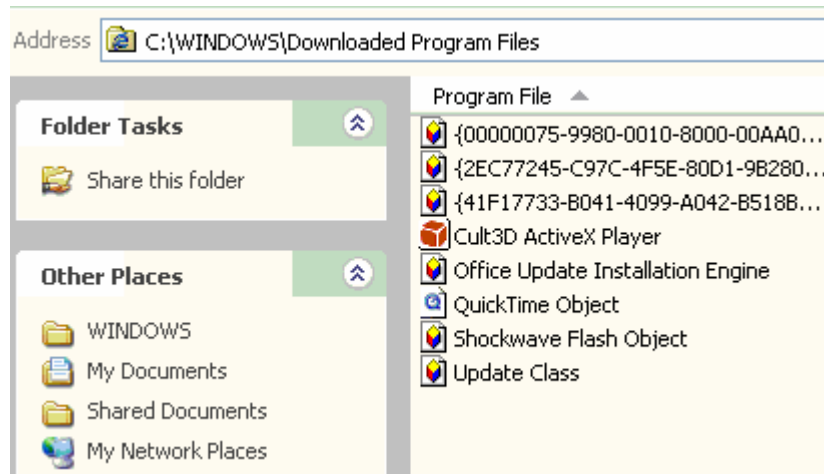 Address C:\WINDOWS\Downloaded Program Files
Folder Tasks
Share this folder
Other Places
WINDOWS
My Documents
Shared Documents
My Network Places
Program File
{00000075-9980-0010-8000-00AA0...
{2EC77245-C97C-4F5E-80D1-9B280...
{41F17733-B041-4099-A042-B518B...
Cult3D ActiveX Player
Office Update Installation Engine
QuickTime Object
Shockwave Flash Object
Update Class